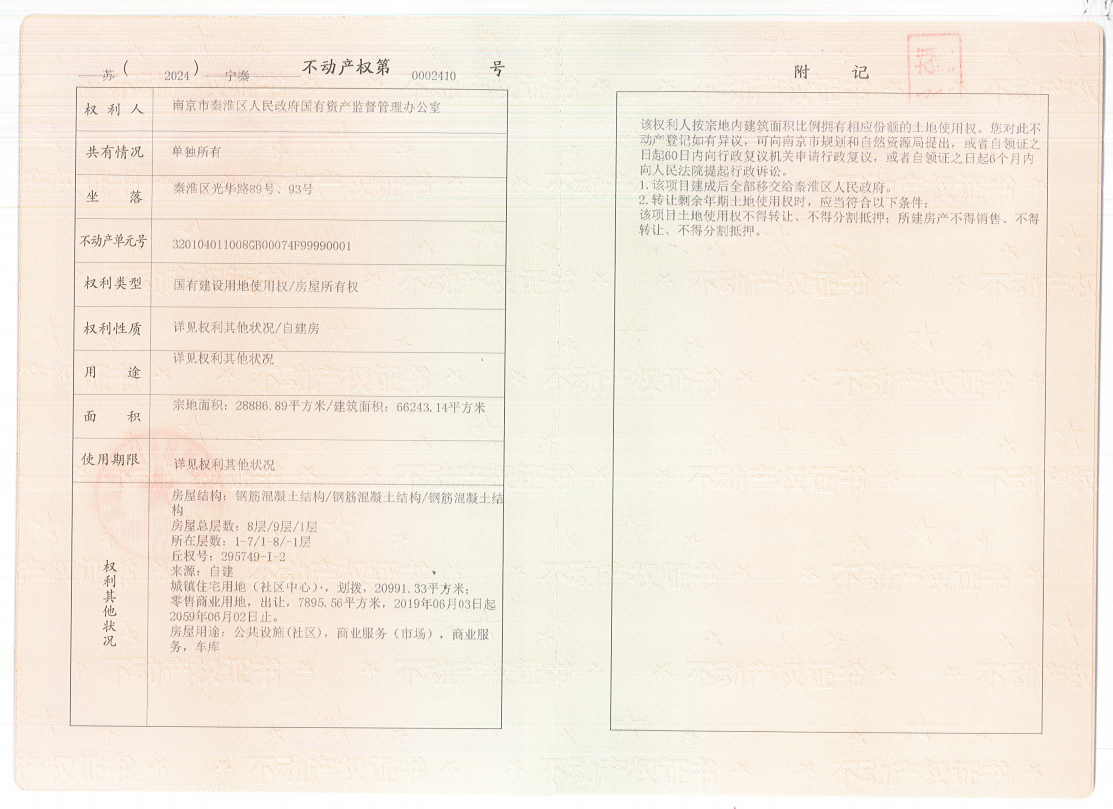 苏(2024)宁秦不动产权第0002410号
权利人 南京市秦淮区人民政府国有资产监督管理办公室
共有情况 单独所有
坐落 秦淮区光华路89号、93号
不动产单元号 320104011008GB00074F99990001
权利类型 国有建设用地使用权/房屋所有权
权利性质 详见权利其他状况/自建房
用途 详见权利其他状况
面积 宗地面积：28886.89平方米/建筑面积：66243.14平方米
使用期限 详见权利其他状况
权利其他状况
房屋结构：钢筋混凝土结构/钢筋混凝土结构/钢筋混凝土结
构
房屋总层数：8层/9层/1层
所在层数：1-7/1-8/-1层
丘权号：295749-I-2
来源：自建
城镇住宅用地（社区中心）·，划拨，20991.33平方米；
零售商业用地，出让，7895.56平方米，2019年06月03日起
2059年06月02日止。
房屋用途：公共设施(社区)，商业服务（市场），商业服
务，车库
附记
该权利人按宗地内建筑面积比例拥有相应份额的土地使用权。您对此不
动产登记如有异议，可向南京市规划和自然资源局提出，或者自领证之
日起60日内向行政复议机关申请行政复议，或者自领证之日起6个月内
向人民法院提起行政诉讼。
1.该项目建成后全部移交给秦淮区人民政府。
2.转让剩余年期土地使用权时，应当符合以下条件：
该项目土地使用权不得转让、不得分割抵押；所建房产不得销售、不得
转让、不得分割抵押。